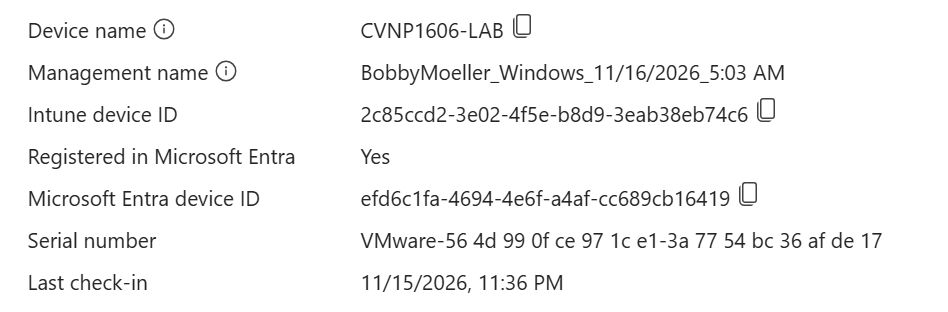 Device name CVNP1606-LAB
Management name BobbyMoeller_Windows_11/16/2026_5:03 AM
Intune device ID 2c85ccd2-3e02-4f5e-b8d9-3eab38eb74c6
Registered in Microsoft Entra Yes
Microsoft Entra device ID efd6c1fa-4694-4e6f-a4af-cc689cb16419
Serial number VMware-56 4d 99 0f ce 97 1c e1-3a 77 54 bc 36 af de 17
Last check-in 11/15/2026, 11:36 PM